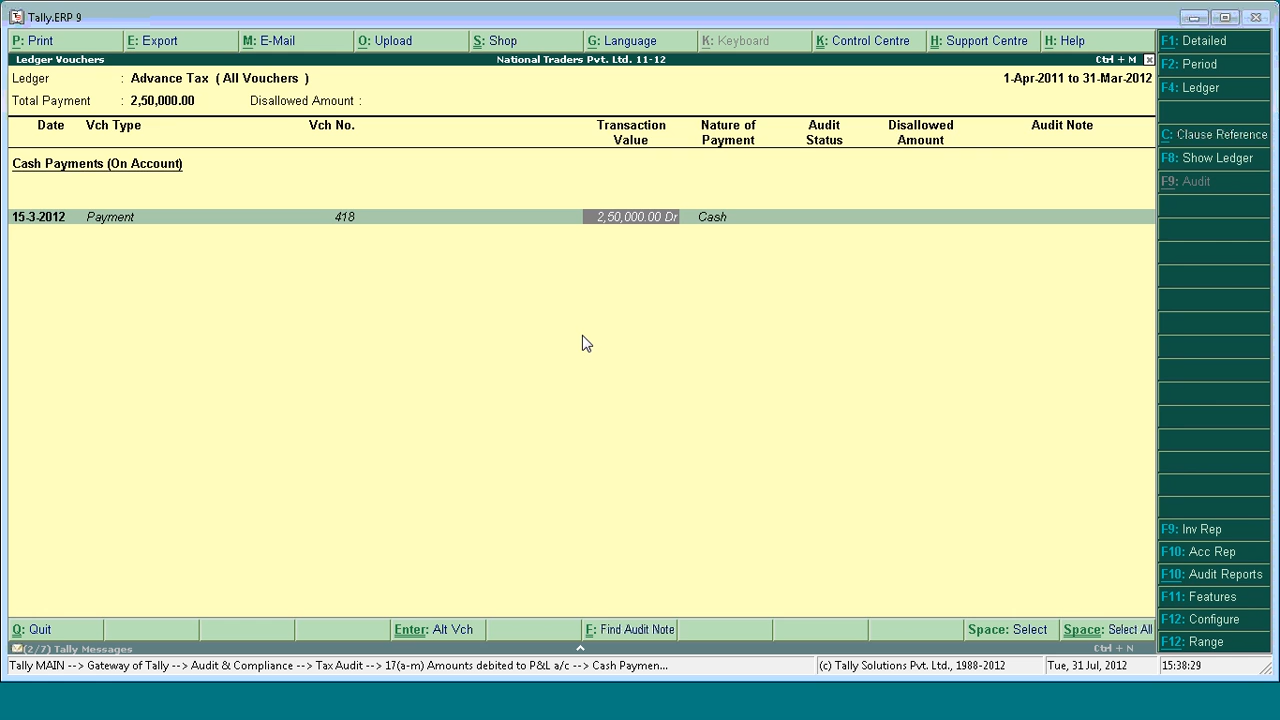 Tally.ERP 9
P: Print E: Export M: E-Mail O: Upload S: Shop G: Language K: Keyboard K: Control Centre H: Support Centre H: Help
Ledger Vouchers National Traders Pvt. Ltd. 11-12 Ctrl + M
Ledger : Advance Tax ( All Vouchers ) 1-Apr-2011 to 31-Mar-2012
Total Payment : 2,50,000.00 Disallowed Amount :
Date Vch Type Vch No. Transaction Nature of Audit Disallowed Audit Note
Value Payment Status Amount
Cash Payments (On Account)
15-3-2012 Payment 418 2,50,000.00 Dr Cash
F1: Detailed
F2: Period
F4: Ledger
C: Clause Reference
F8: Show Ledger
F9: Audit
F9: Inv Rep
F10: Acc Rep
F10: Audit Reports
F11: Features
F12: Configure
F12: Range
Q: Quit Enter: Alt Vch F: Find Audit Note Space: Select Space: Select All
(2/7) Tally Messages Ctrl + N
Tally MAIN --> Gateway of Tally --> Audit & Compliance --> Tax Audit --> 17(a-m) Amounts debited to P&L a/c --> Cash Paymen... (c) Tally Solutions Pvt. Ltd., 1988-2012 Tue, 31 Jul, 2012 15:38:29